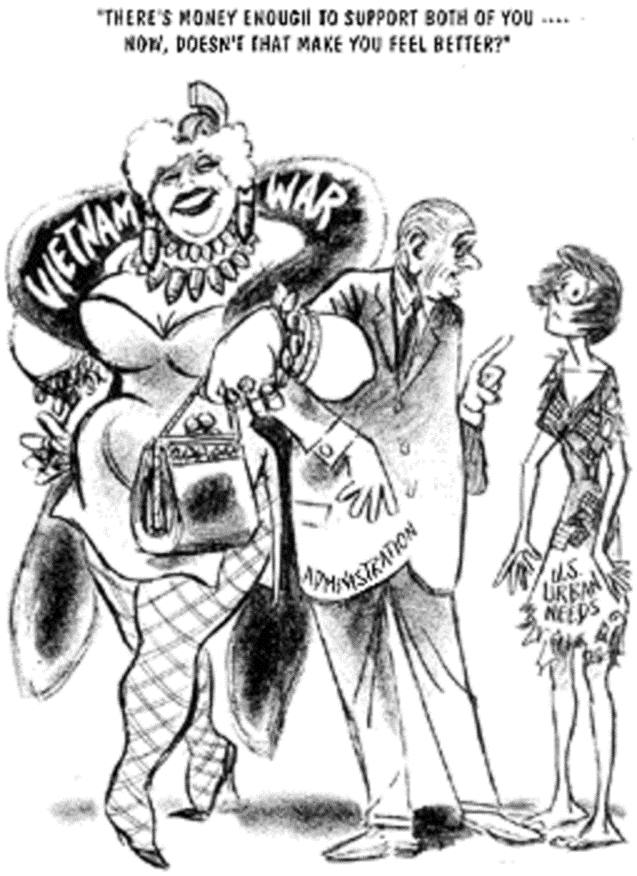 "THERE'S MONEY ENOUGH TO SUPPORT BOTH OF YOU ....
NOW, DOESN'T THAT MAKE YOU FEEL BETTER?"
VIETNAM WAR
ADMINISTRATION
U.S.
URBAN
NEEDS